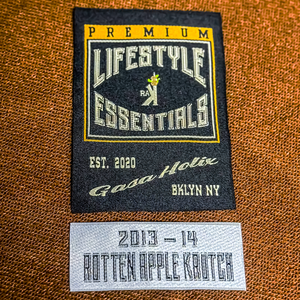 PREMIUM
LIFESTYLE
RA
ESSENTIALS
EST. 2020
Gasa Holix
BKLYN NY
2013 - 14
ROTTEN APPLE KROTCH